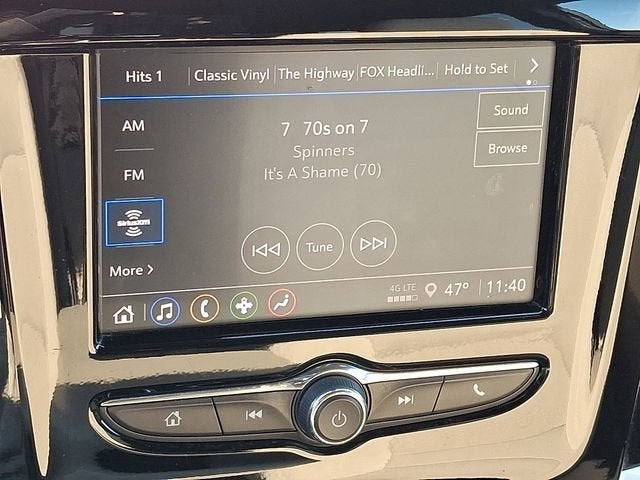 Hits 1
Classic Vinyl
The Highway
FOX Headli...
Hold to Set
AM
FM
SiriusXM
More
7 70s on 7
Spinners
It's A Shame (70)
Sound
Browse
Tune
4G LTE
47°
11:40